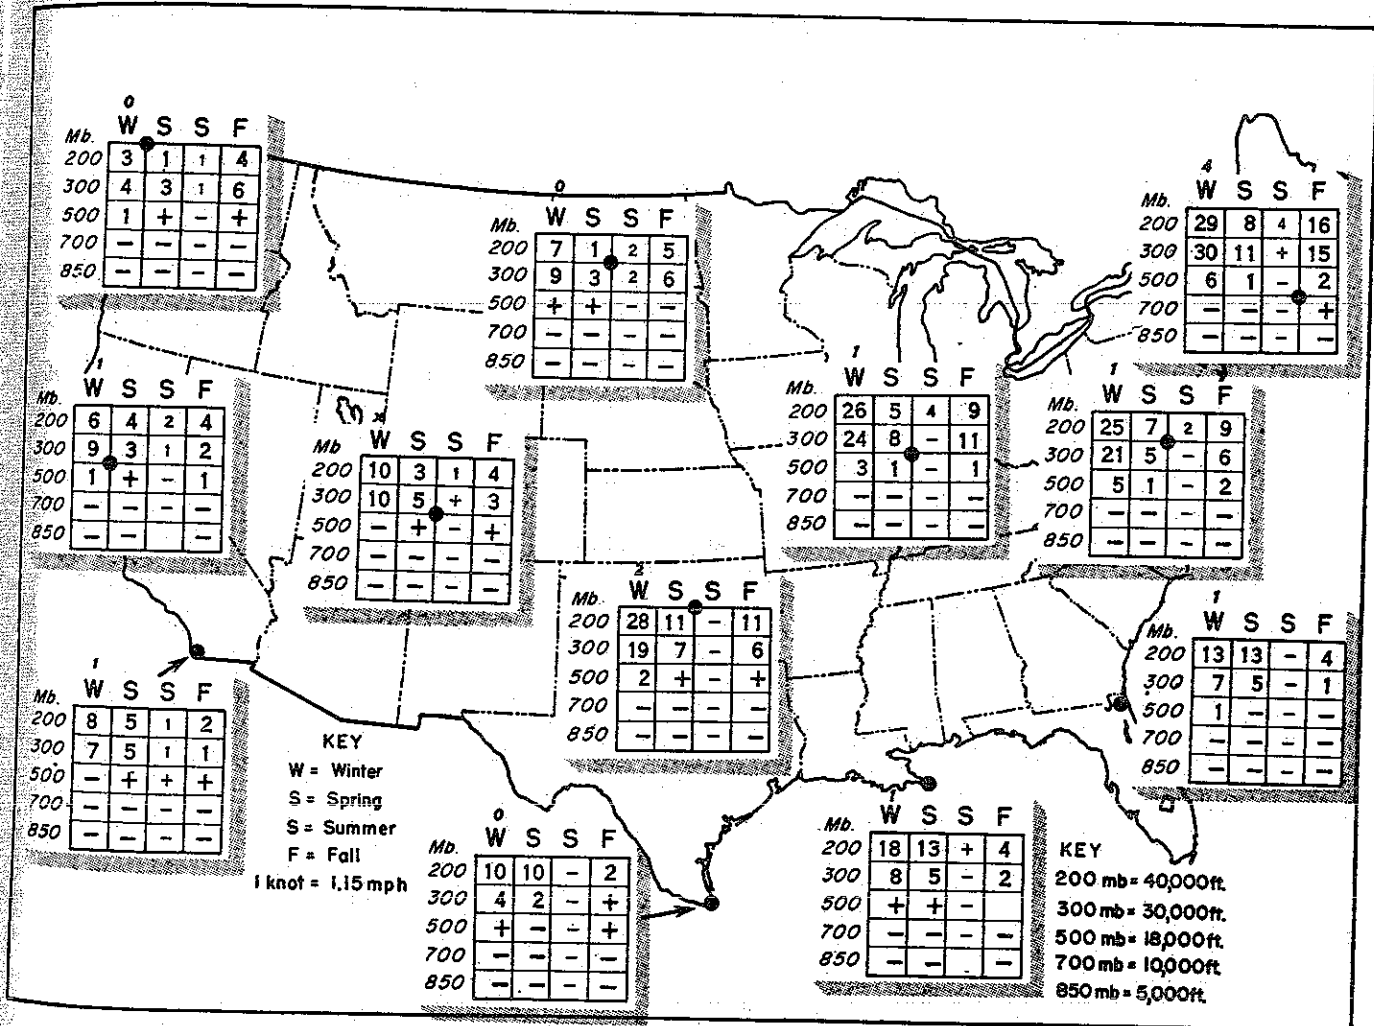 0
W S S F
Mb.
200 3 1 1 4
300 4 3 1 6
500 1 + - +
700 - - - -
850 - - - -
0
W S S F
Mb.
200 7 1 2 5
300 9 3 2 6
500 + + - -
700 - - - -
850 - - - -
4
W S S F
Mb.
200 29 8 4 16
300 30 11 + 15
500 6 1 - 2
700 - - - +
850 - - - -
1
W S S F
Mb.
200 6 4 2 4
300 9 3 1 2
500 1 + - 1
700 - - - -
850 - - -
W S S F
Mb
200 10 3 1 4
300 10 5 + 3
500 - + - +
700 - - - -
850 - - - -
1
W S S F
Mb.
200 26 5 4 9
300 24 8 - 11
500 3 1 - 1
700 - - - -
850 - - - -
1
W S S F
Mb.
200 25 7 2 9
300 21 5 - 6
500 5 1 - 2
700 - - - -
850 - - - -
2
W S S F
Mb.
200 28 11 - 11
300 19 7 - 6
500 2 + - +
700 - - - -
850 - - - -
1
W S S F
Mb.
200 13 13 - 4
300 7 5 - 1
500 1 - - -
700 - - - -
850 - - - -
1
W S S F
Mb.
200 8 5 1 2
300 7 5 1 1
500 - + + +
700 - - - -
850 - - - -
KEY
W = Winter
S = Spring
S = Summer
F = Fall
1 knot = 1.15 mph
0
W S S F
Mb.
200 10 10 - 2
300 4 2 - +
500 + - - +
700 - - - -
850 - - - -
1
W S S F
Mb.
200 18 13 + 4
300 8 5 - 2
500 + + -
700 - - - -
850 - - - -
KEY
200 mb = 40,000ft.
300 mb = 30,000ft.
500 mb = 18,000ft.
700 mb = 10,000ft.
850 mb = 5,000ft.